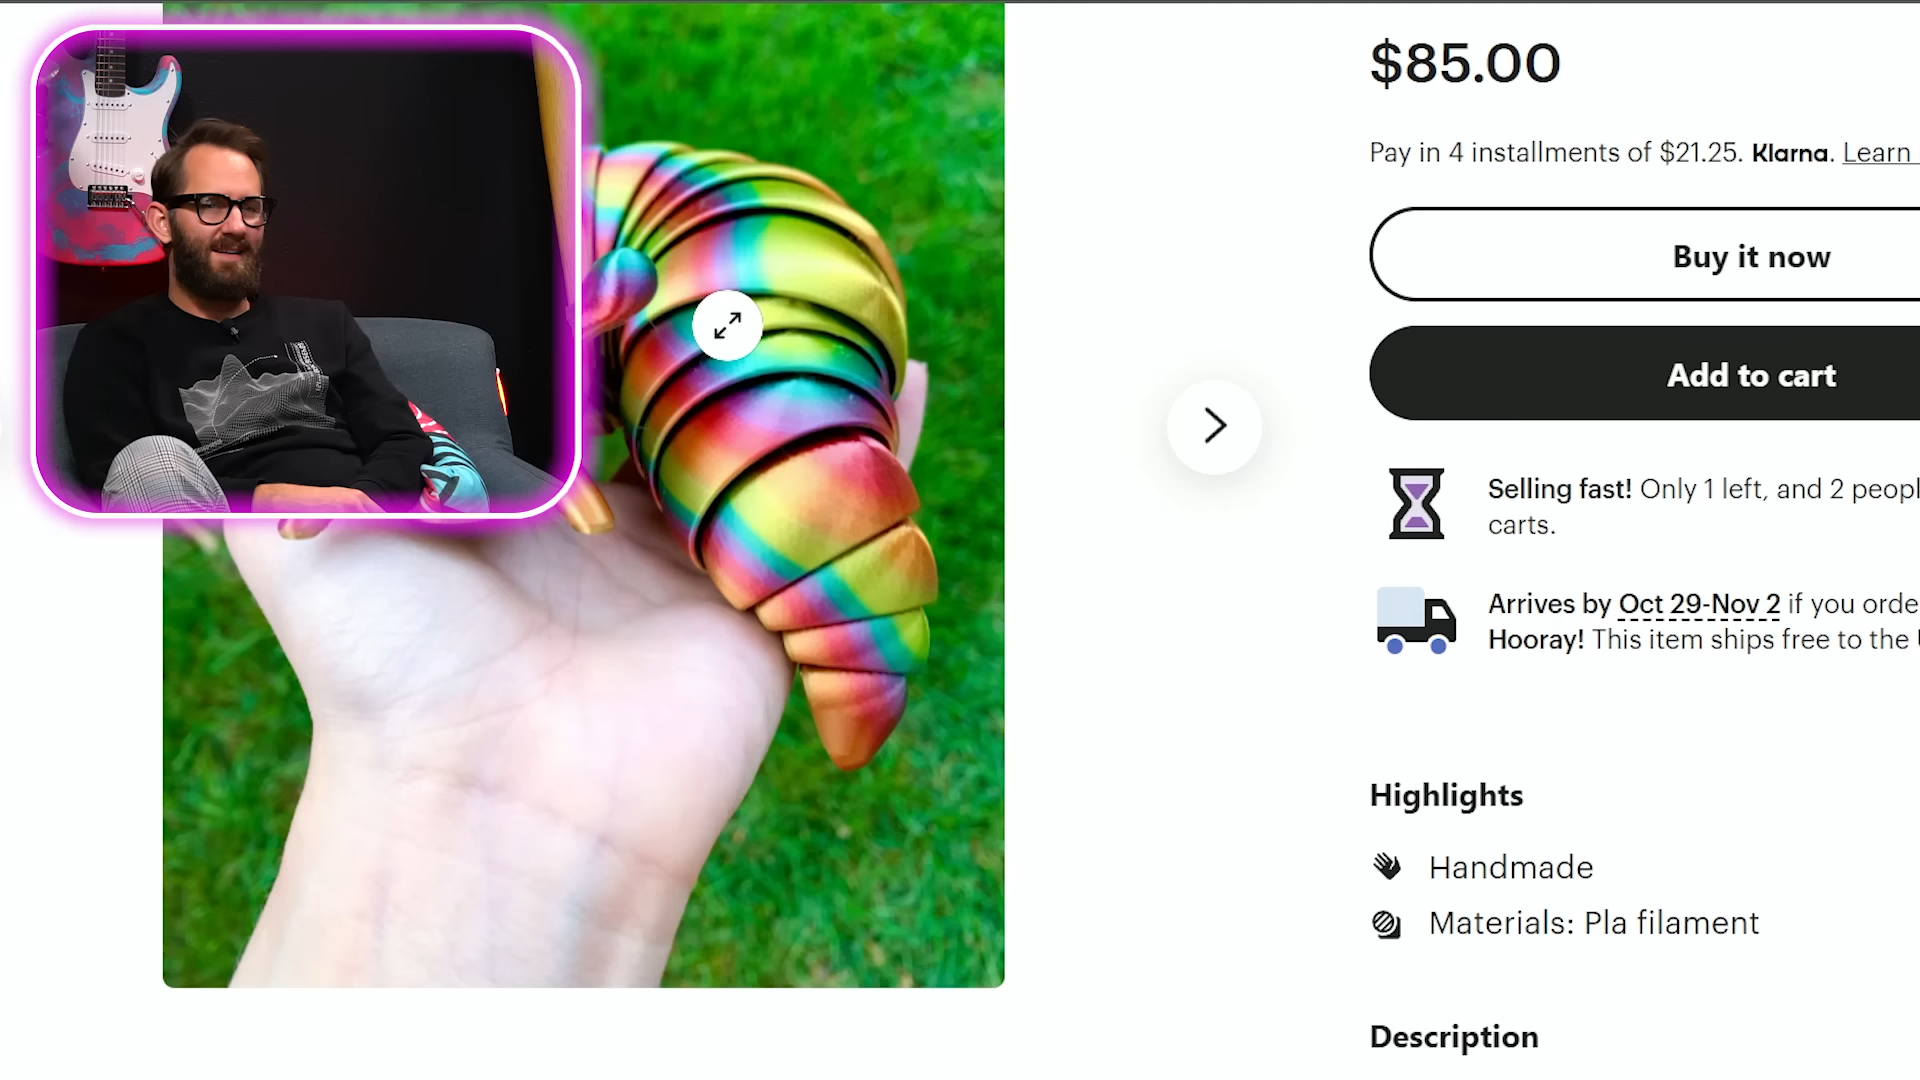 $85.00
Pay in 4 installments of $21.25. Klarna. Learn
Buy it now
Add to cart
Selling fast! Only 1 left, and 2 peopl
carts.
Arrives by Oct 29-Nov 2 if you orde
Hooray! This item ships free to the
Highlights
Handmade
Materials: Pla filament
Description